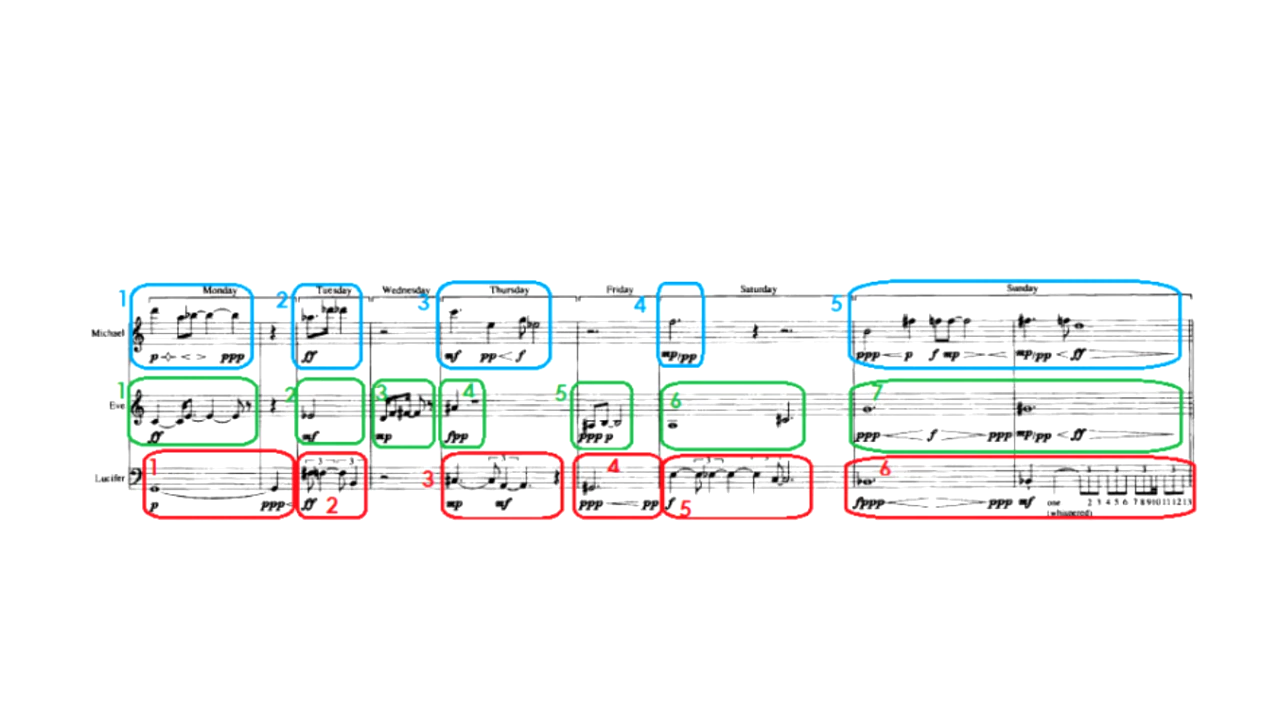 Monday Tuesday Wednesday Thursday Friday Saturday Sunday
1 2 3 4 5
Michael
p < > ppp ff mf pp < f mp/pp ppp < p f mp > < mp/pp < ff
1 2 3 4 5 6 7
Eve
ff mf mp fpp ppp p ppp f ppp mp/pp < ff
1 2 3 4 5 6
Lucifer
p ppp < ff mp mf ppp pp f fppp ppp mf one 2 3 4 5 6 7 8 9 10 11 12 13
(whispered)